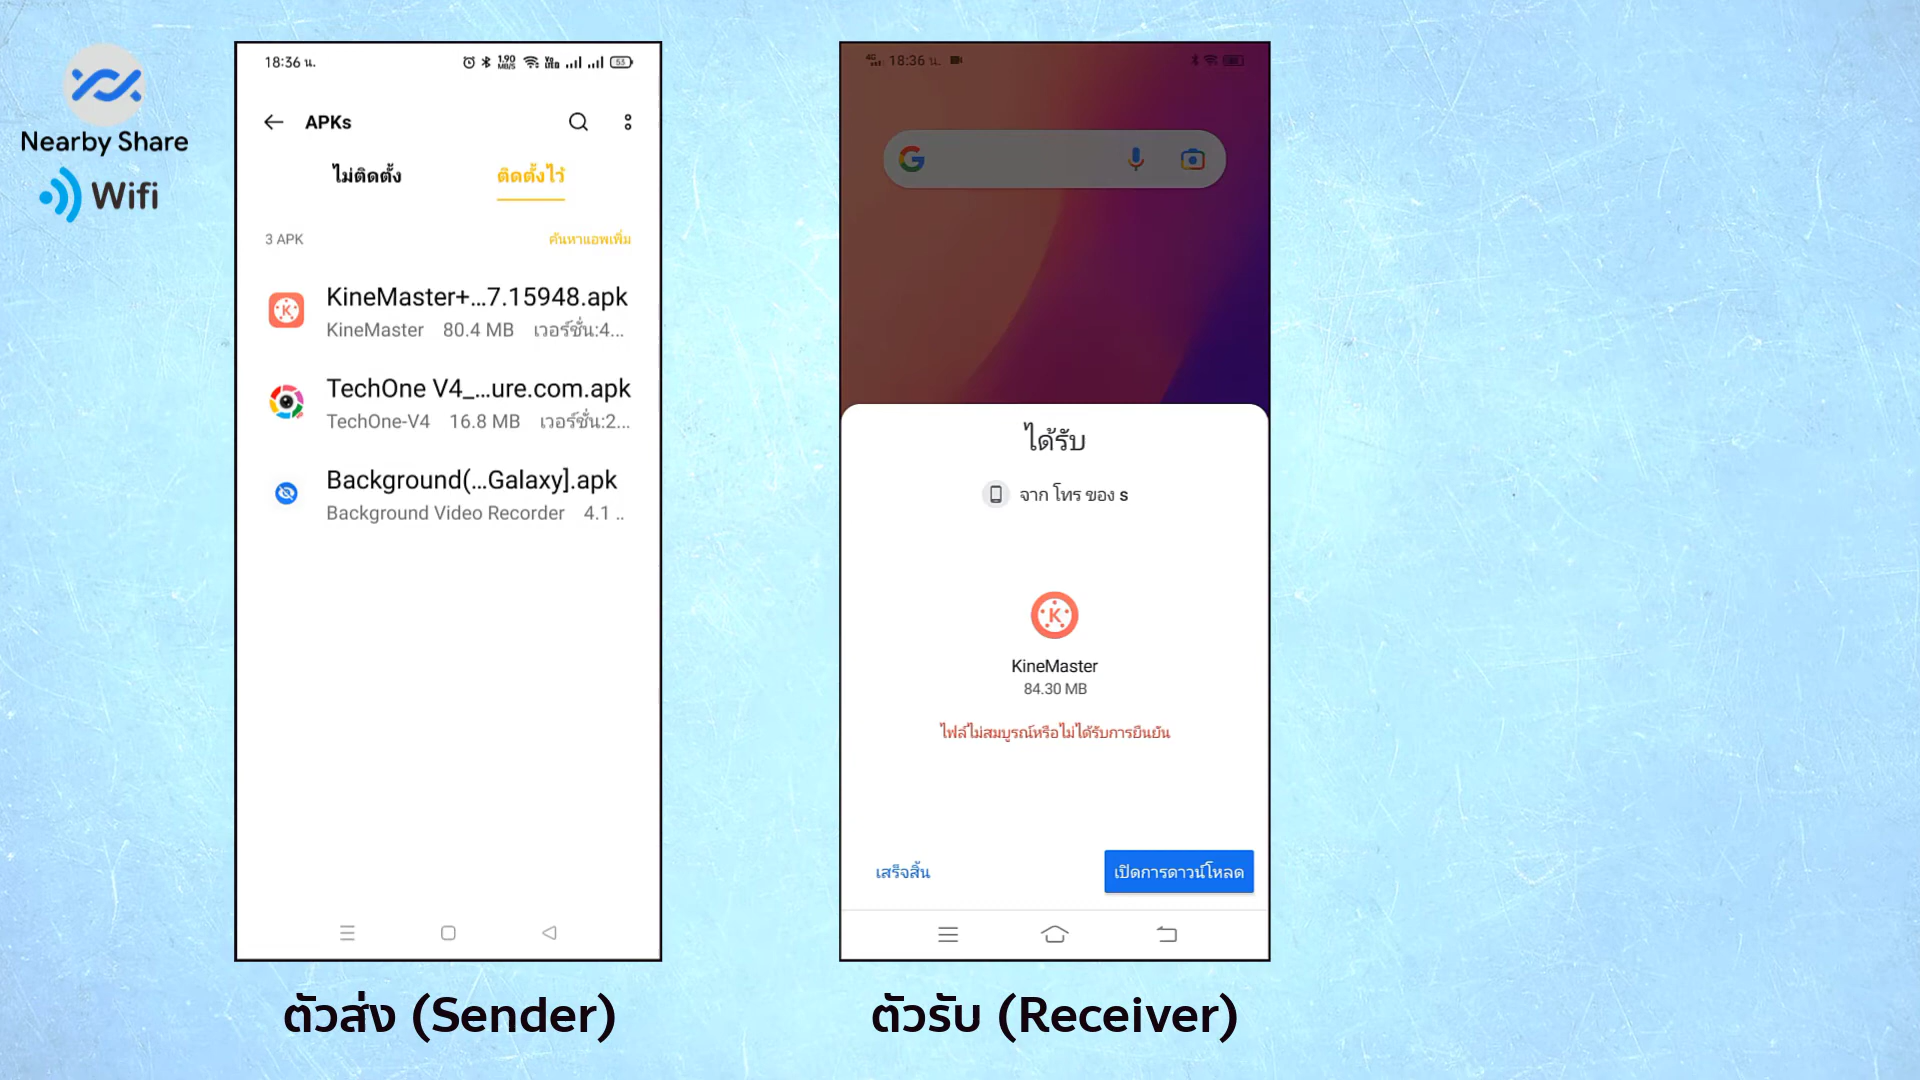 Nearby Share
Wifi
18:36 น.
1.90 MB/S
53
APKs
ไม่ติดตั้ง
ติดตั้งไว้
3 APK
ค้นหาแอพเพิ่ม
KineMaster+...7.15948.apk
KineMaster 80.4 MB เวอร์ชั่น:4...
TechOne V4_...ure.com.apk
TechOne-V4 16.8 MB เวอร์ชั่น:2...
Background(...Galaxy].apk
Background Video Recorder 4.1 ..
ตัวส่ง (Sender)
4G 18:36 น.
ได้รับ
จาก โทร ของ s
K
KineMaster
84.30 MB
ไฟล์ไม่สมบูรณ์หรือไม่ได้รับการยืนยัน
เสร็จสิ้น
เปิดการดาวน์โหลด
ตัวรับ (Receiver)